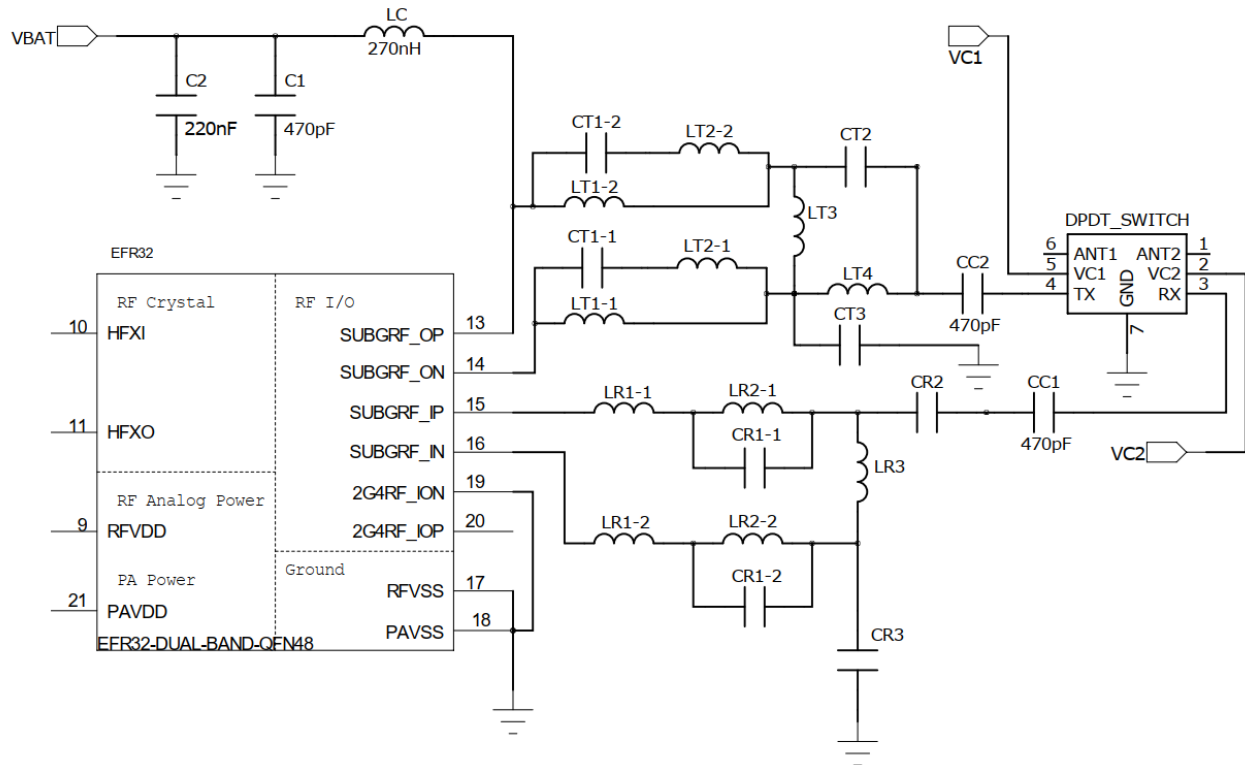 LC
VBAT
270nH
VC1
C2
C1
220nF
470pF
CT1-2
LT2-2
CT2
LT1-2
LT3
DPDT_SWITCH
CT1-1
LT2-1
6 ANT1 ANT2 1
5 VC1 VC2 2
4 TX RX 3
GND
7
LT4
CC2
470pF
LT1-1
CT3
EFR32
RF Crystal
RF I/O
10 HFXI
SUBGRF_OP 13
SUBGRF_ON 14
LR1-1
LR2-1
CR2
CC1
470pF
SUBGRF_IP 15
11 HFXO
CR1-1
SUBGRF_IN 16
VC2
LR3
RF Analog Power
2G4RF_ION 19
9 RFVDD
2G4RF_IOP 20
LR1-2
LR2-2
Ground
PA Power
RFVSS 17
CR1-2
21 PAVDD
PAVSS 18
EFR32-DUAL-BAND-QFN48
CR3